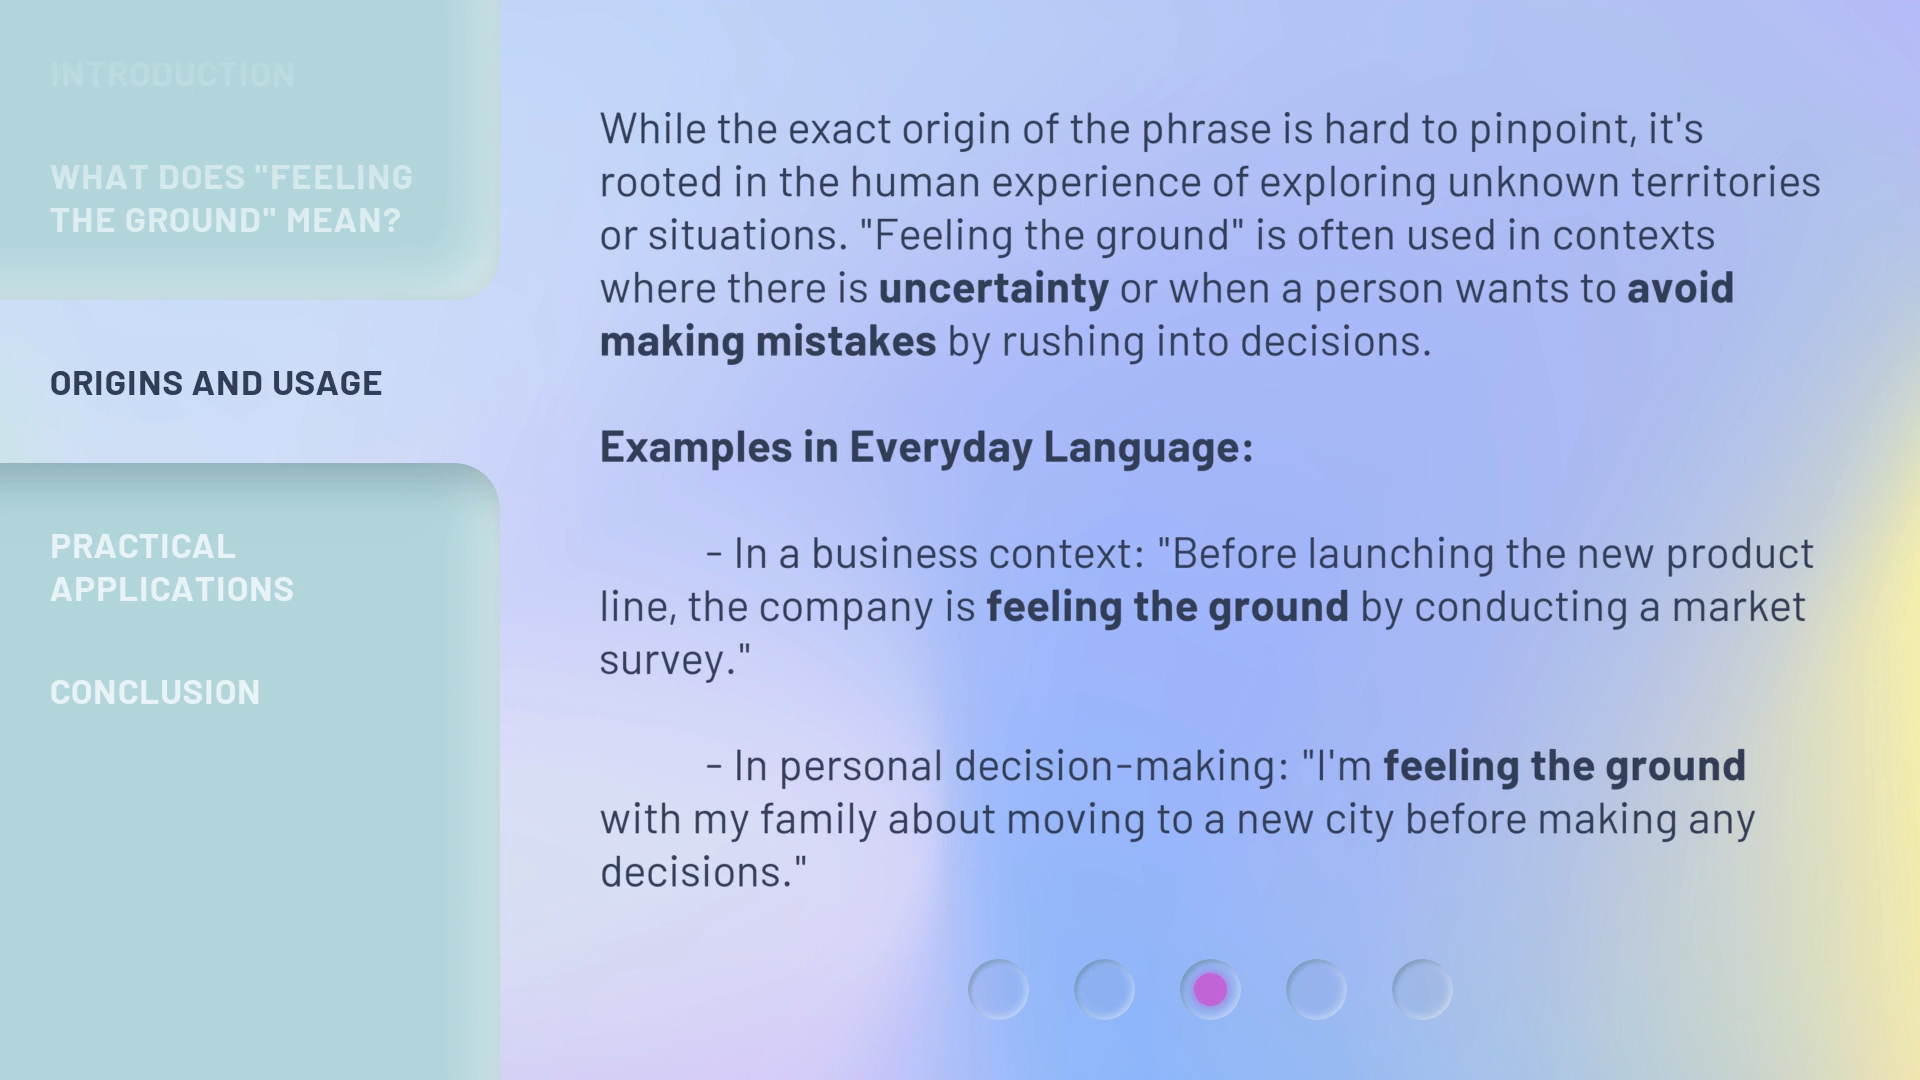 INTRODUCTION
WHAT DOES "FEELING
THE GROUND" MEAN?
ORIGINS AND USAGE
PRACTICAL
APPLICATIONS
CONCLUSION
While the exact origin of the phrase is hard to pinpoint, it's
rooted in the human experience of exploring unknown territories
or situations. "Feeling the ground" is often used in contexts
where there is uncertainty or when a person wants to avoid
making mistakes by rushing into decisions.
Examples in Everyday Language:
- In a business context: "Before launching the new product
line, the company is feeling the ground by conducting a market
survey."
- In personal decision-making: "I'm feeling the ground
with my family about moving to a new city before making any
decisions."